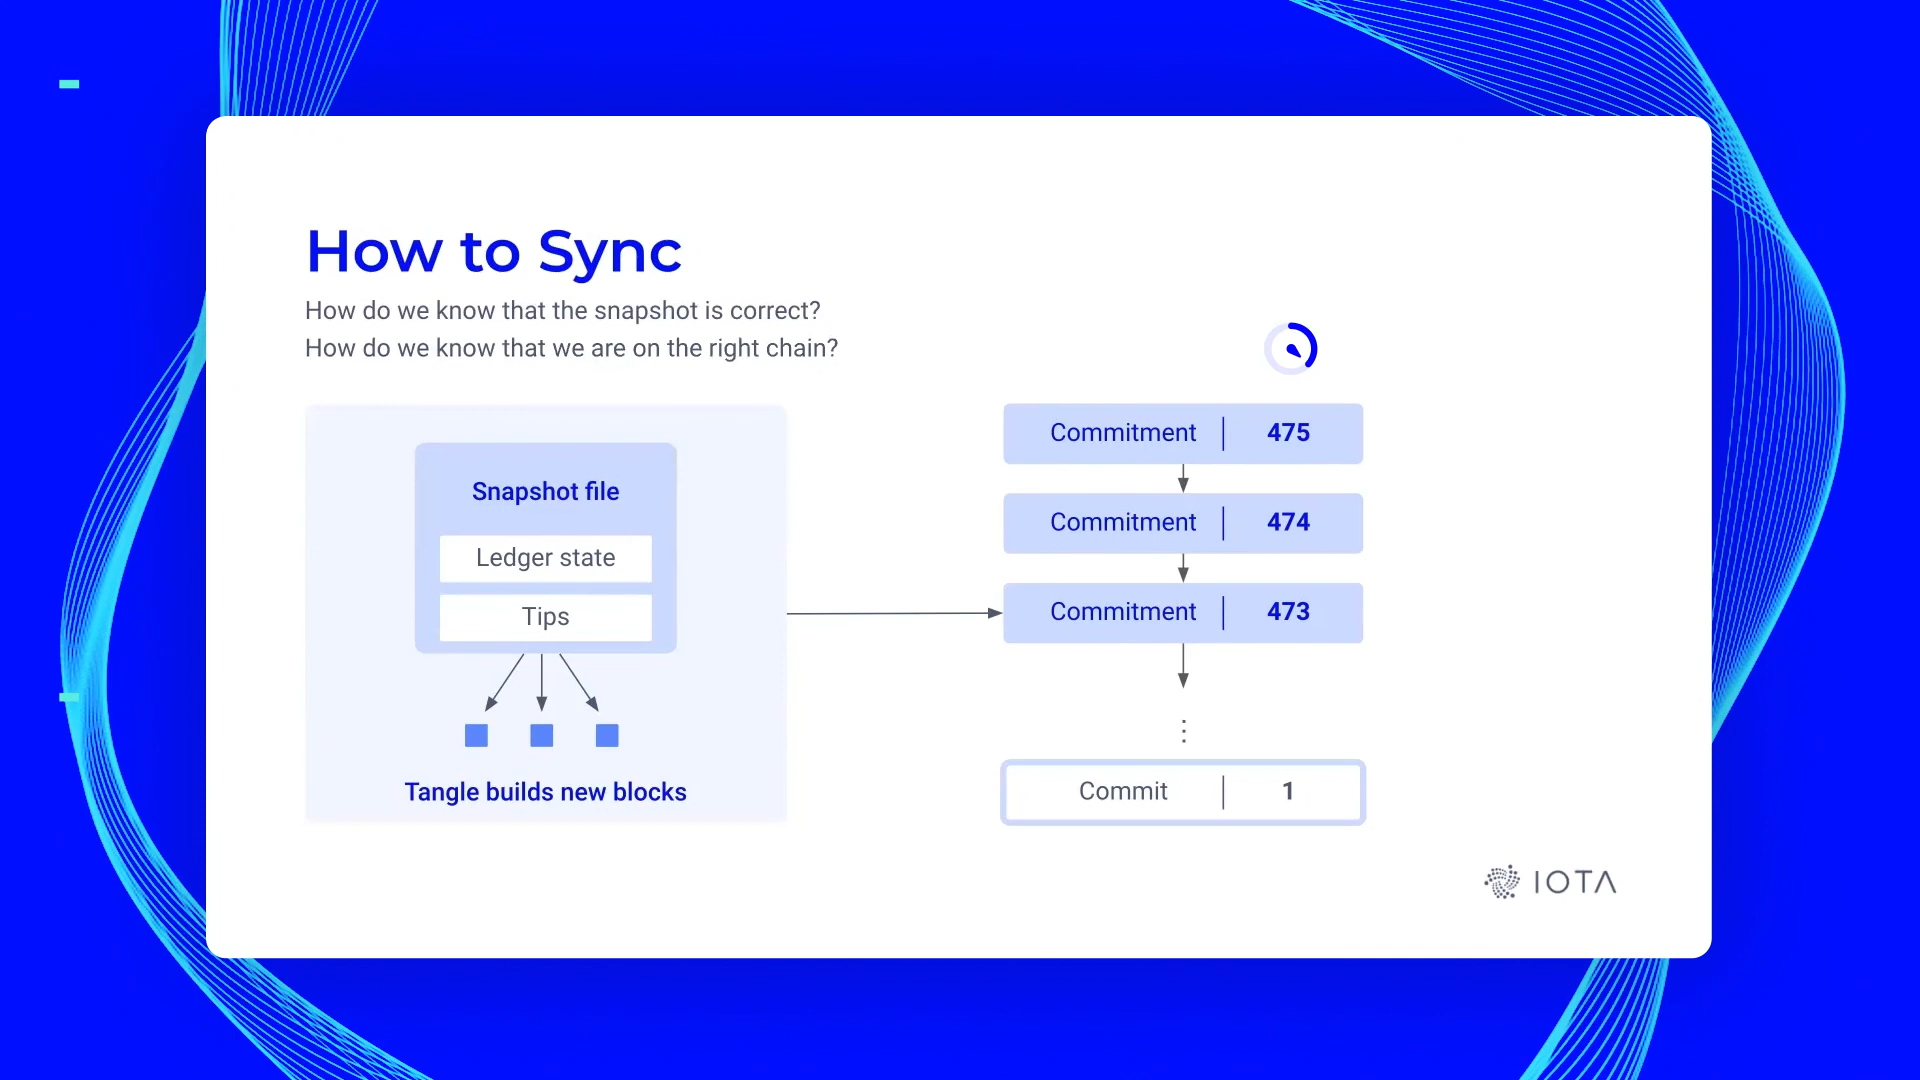 How to Sync
How do we know that the snapshot is correct?
How do we know that we are on the right chain?
Snapshot file
Ledger state
Tips
Tangle builds new blocks
Commitment | 475
Commitment | 474
Commitment | 473
Commit | 1
IOTA